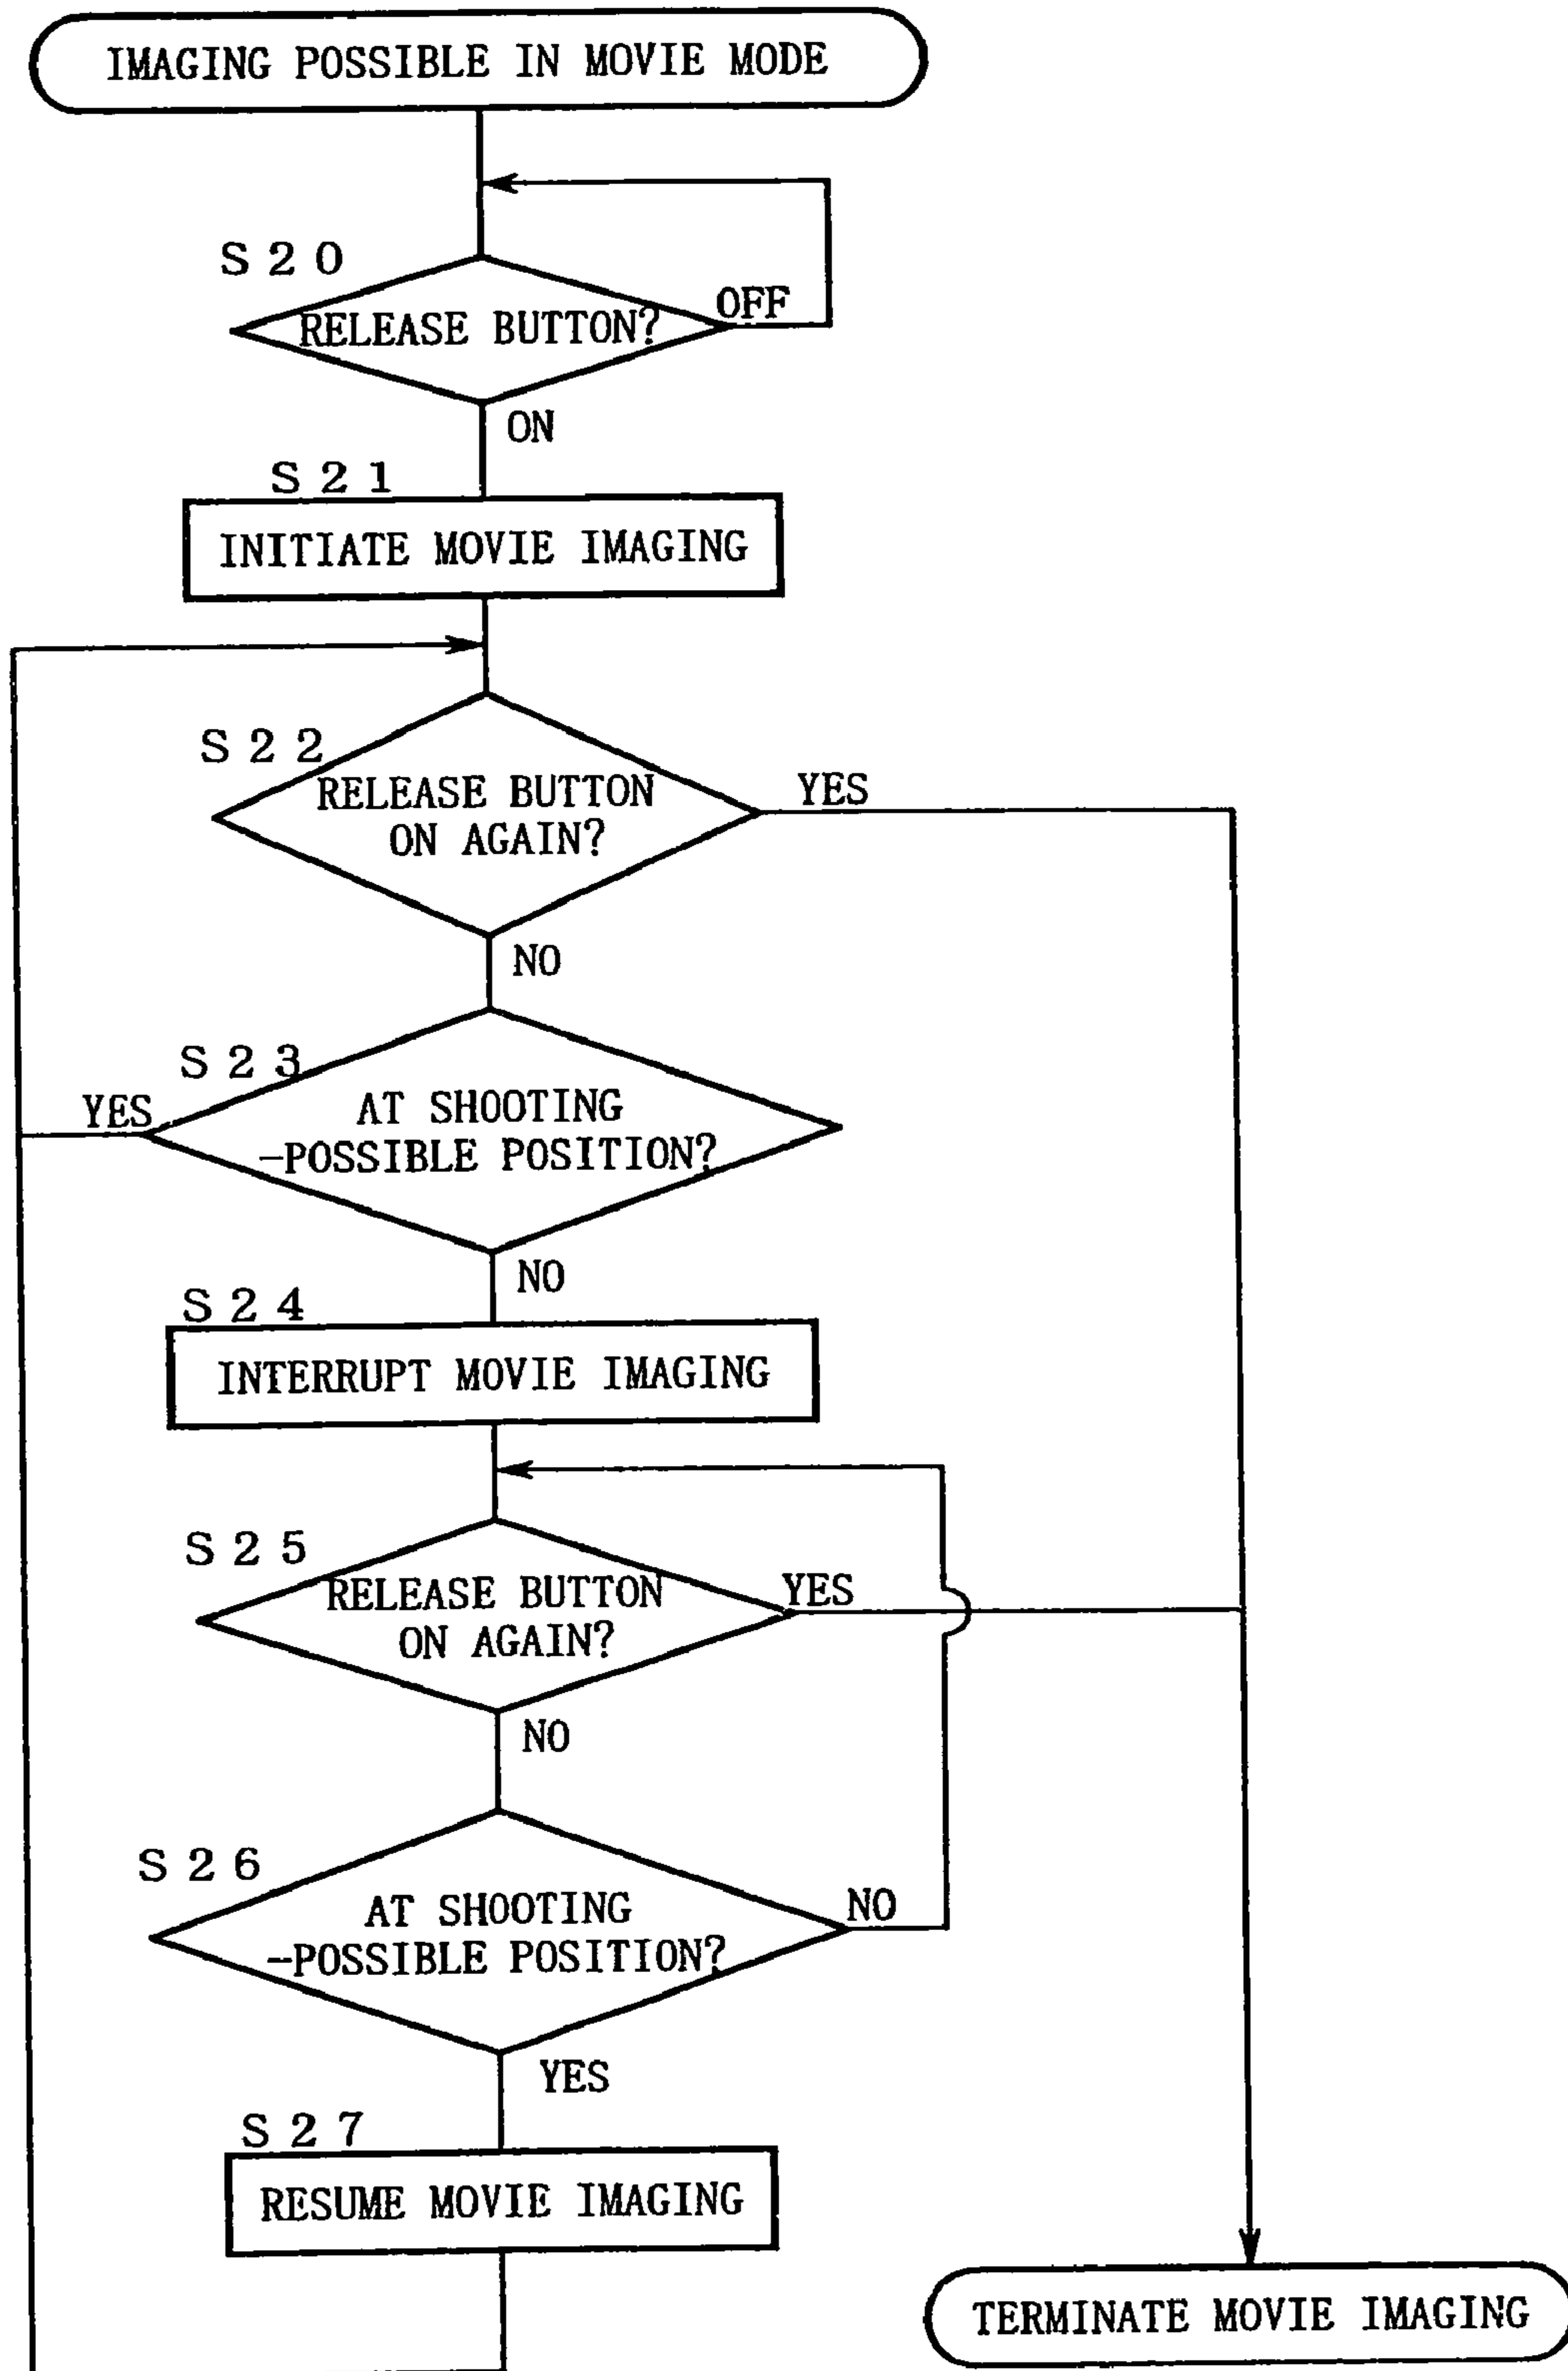 IMAGING POSSIBLE IN MOVIE MODE
S20
RELEASE BUTTON?
OFF
ON
S21
INITIATE MOVIE IMAGING
S22
RELEASE BUTTON
ON AGAIN?
YES
NO
S23
YES
AT SHOOTING
-POSSIBLE POSITION?
NO
S24
INTERRUPT MOVIE IMAGING
S25
RELEASE BUTTON
ON AGAIN?
YES
NO
S26
AT SHOOTING
-POSSIBLE POSITION?
NO
YES
S27
RESUME MOVIE IMAGING
TERMINATE MOVIE IMAGING